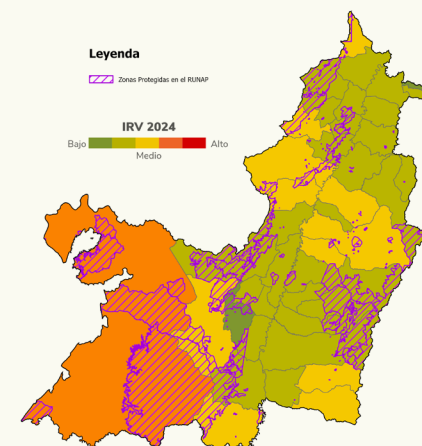 Leyenda
Zonas Protegidas en el RUNAP
IRV 2024
Bajo Alto
Medio